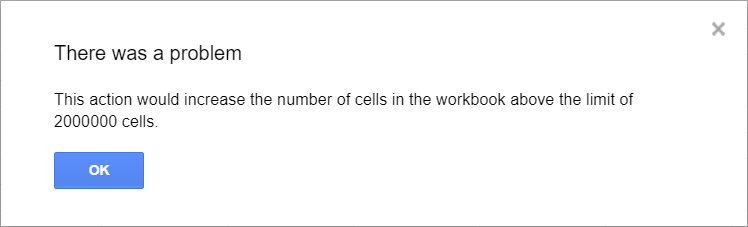 There was a problem
This action would increase the number of cells in the workbook above the limit of
2000000 cells.
OK